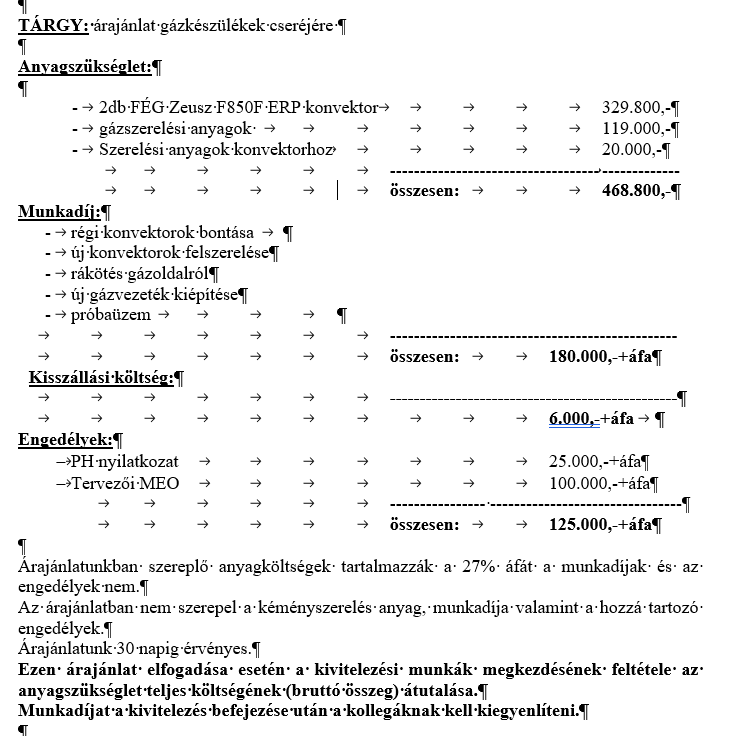 TÁRGY: árajánlat gázkészülékek cseréjére
Anyagszükséglet:
- 2db FÉG Zeusz F850F ERP konvektor 329.800,-
- gázszerelési anyagok 119.000,-
- Szerelési anyagok konvektorhoz 20.000,-
összesen: 468.800,-
Munkadíj:
- régi konvektorok bontása
- új konvektorok felszerelése
- rákötés gázoldalról
- új gázvezeték kiépítése
- próbaüzem
összesen: 180.000,-+áfa
Kisszállási költség:
6.000,-+áfa
Engedélyek:
–PH nyilatkozat 25.000,-+áfa
–Tervezői MEO 100.000,-+áfa
összesen: 125.000,-+áfa
Árajánlatunkban szereplő anyagköltségek tartalmazzák a 27% áfát a munkadíjak és az
engedélyek nem.
Az árajánlatban nem szerepel a kéményszerelés anyag, munkadíja valamint a hozzá tartozó
engedélyek.
Árajánlatunk 30 napig érvényes.
Ezen árajánlat elfogadása esetén a kivitelezési munkák megkezdésének feltétele az
anyagszükséglet teljes költségének (bruttó összeg) átutalása.
Munkadíjat a kivitelezés befejezése után a kollegáknak kell kiegyenlíteni.